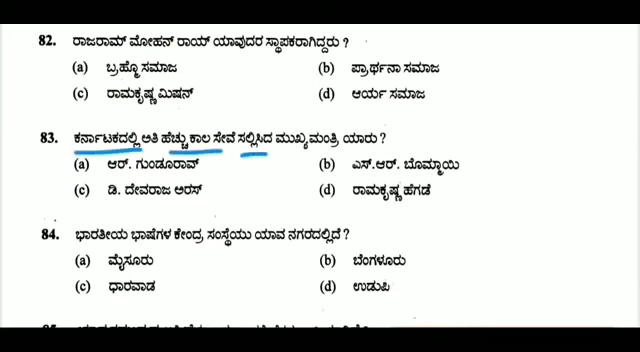 82. ರಾಜರಾಮ್ ಮೋಹನ್ ರಾಯ್ ಯಾವುದರ ಸ್ಥಾಪಕರಾಗಿದ್ದರು ?
(a) ಬ್ರಹ್ಮೊ ಸಮಾಜ (b) ಪ್ರಾರ್ಥನಾ ಸಮಾಜ
(c) ರಾಮಕೃಷ್ಣ ಮಿಷನ್ (d) ಆರ್ಯ ಸಮಾಜ
83. ಕರ್ನಾಟಕದಲ್ಲಿ ಅತಿ ಹೆಚ್ಚು ಕಾಲ ಸೇವೆ ಸಲ್ಲಿಸಿದ ಮುಖ್ಯಮಂತ್ರಿ ಯಾರು ?
(a) ಆರ್. ಗುಂಡೂರಾವ್ (b) ಎಸ್.ಆರ್. ಬೊಮ್ಮಾಯಿ
(c) ಡಿ. ದೇವರಾಜ ಅರಸ್ (d) ರಾಮಕೃಷ್ಣ ಹೆಗಡೆ
84. ಭಾರತೀಯ ಭಾಷೆಗಳ ಕೇಂದ್ರ ಸಂಸ್ಥೆಯು ಯಾವ ನಗರದಲ್ಲಿದೆ ?
(a) ಮೈಸೂರು (b) ಬೆಂಗಳೂರು
(c) ಧಾರವಾಡ (d) ಉಡುಪಿ